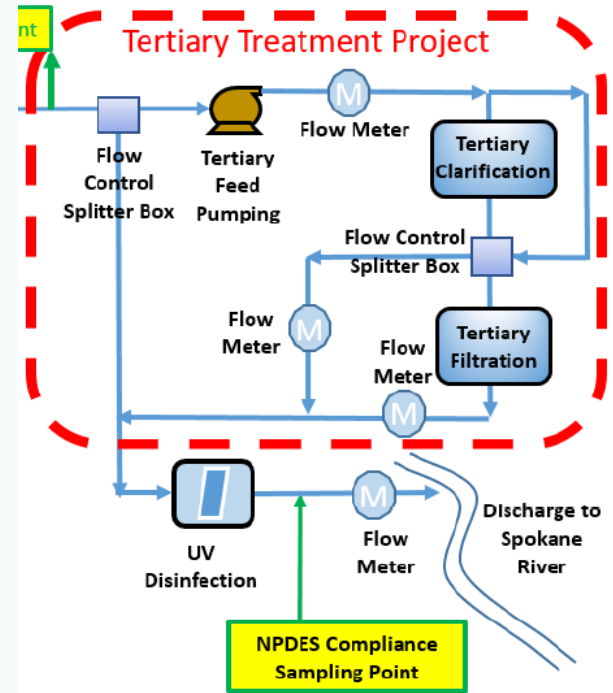 nt
Tertiary Treatment Project
M
Flow Meter
Flow
Control
Splitter Box
Tertiary
Feed
Pumping
Tertiary
Clarification
Flow Control
Splitter Box
Flow
Meter
M
Flow
Meter
Tertiary
Filtration
M
M
UV
Disinfection
Flow
Meter
Discharge to
Spokane
River
NPDES Compliance
Sampling Point